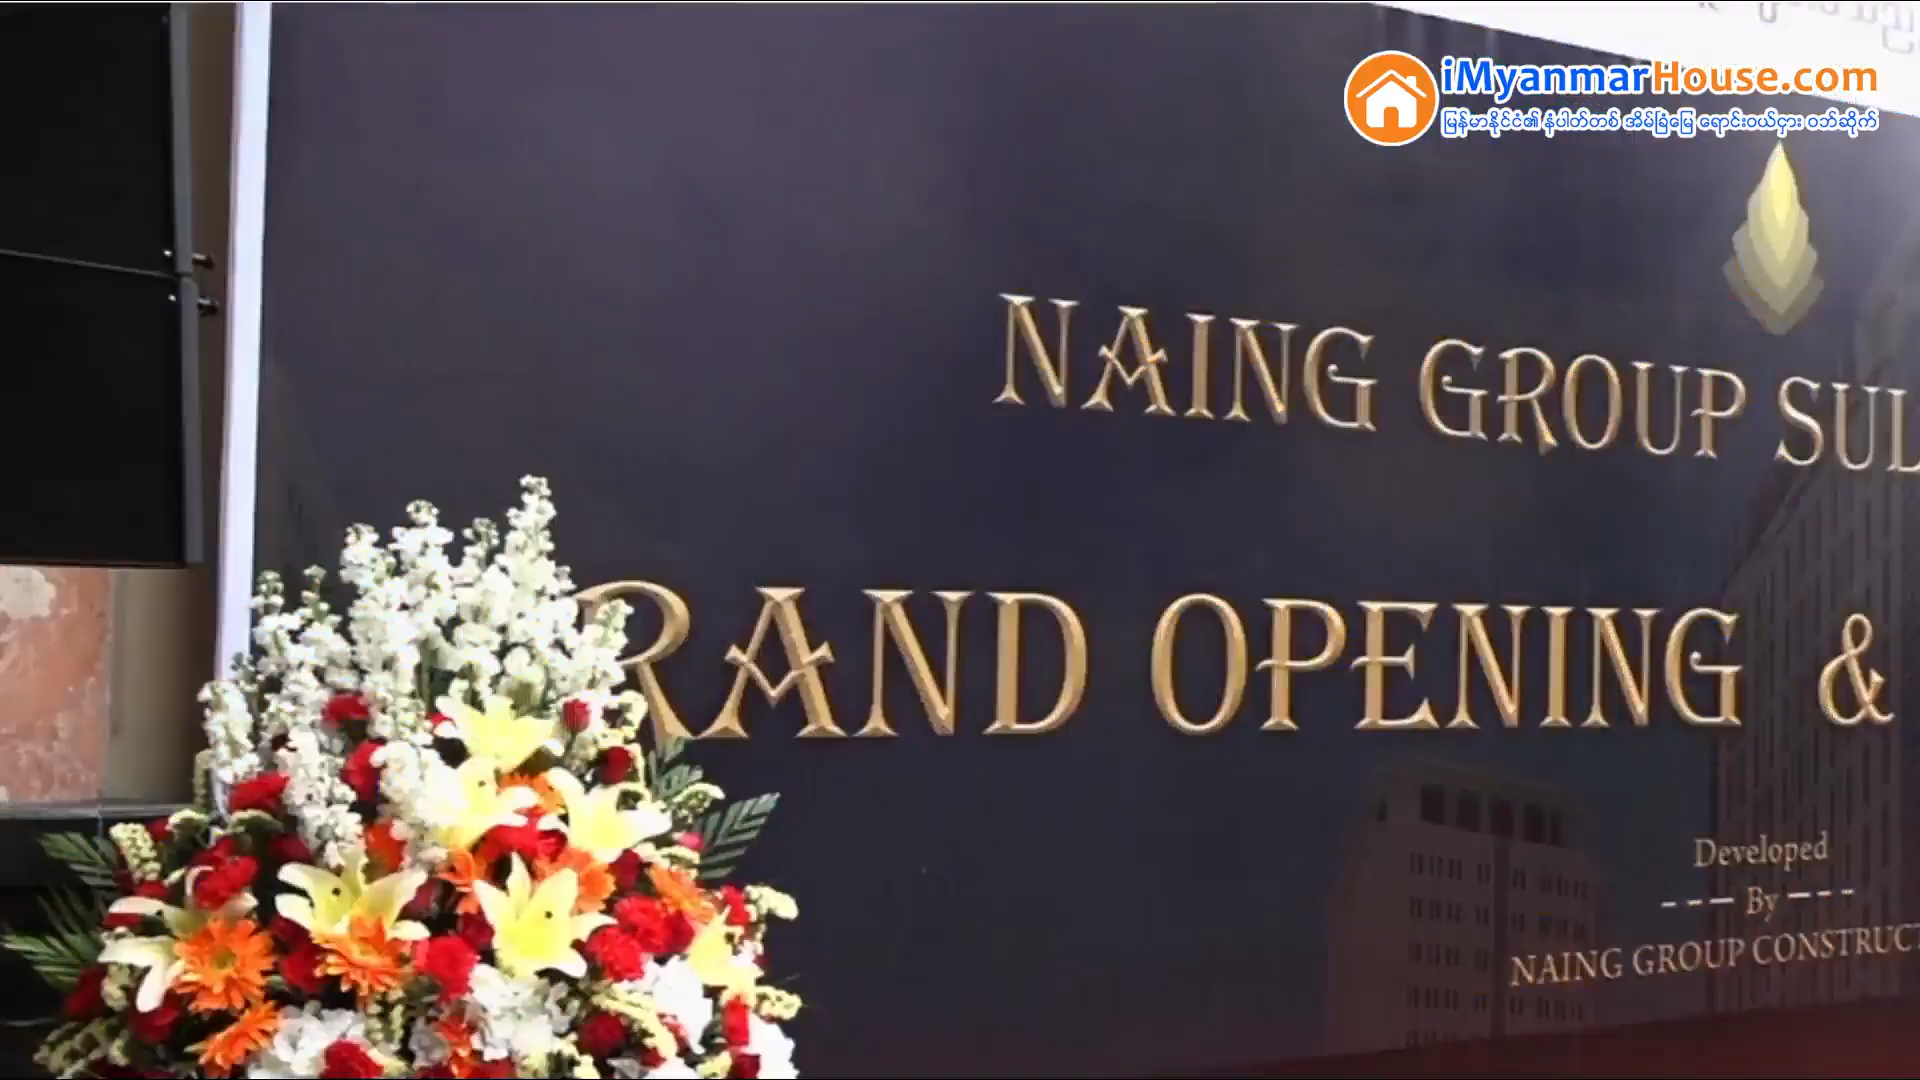 iMyanmarHouse.com
မြန်မာနိုင်ငံ၏ နံပါတ်တစ် အိမ်ခြံမြေ ရောင်းဝယ်ငှား ဝဘ်ဆိုက်
NAING GROUP SUL
RAND OPENING &
Developed
--- By ---
NAING GROUP CONSTRUCT